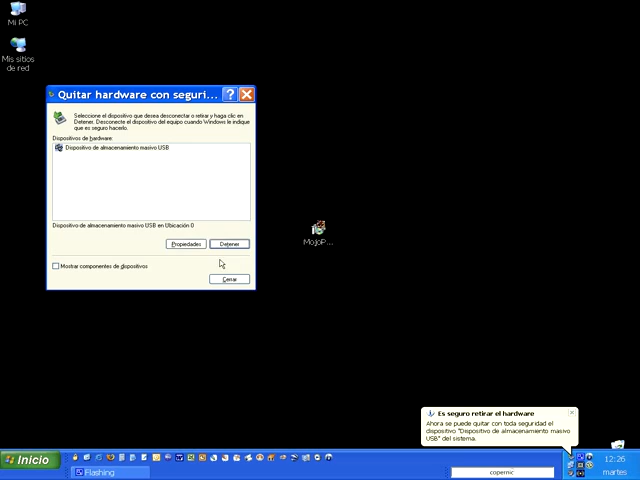 Mi PC
Mis sitios
de red
Quitar hardware con seguri...
Seleccione el dispositivo que desea desconectar o retirar y haga clic en
Detener. Desconecte el dispositivo del equipo cuando Windows le indique
que es seguro hacerlo.
Dispositivos de hardware:
Dispositivo de almacenamiento masivo USB
Dispositivo de almacenamiento masivo USB en Ubicación 0
Propiedades
Detener
Mostrar componentes de dispositivos
Cerrar
MojoP...
Es seguro retirar el hardware
Ahora se puede quitar con toda seguridad el
dispositivo "Dispositivo de almacenamiento masivo
USB" del sistema.
Inicio
Flashing
copernic
12:26
martes